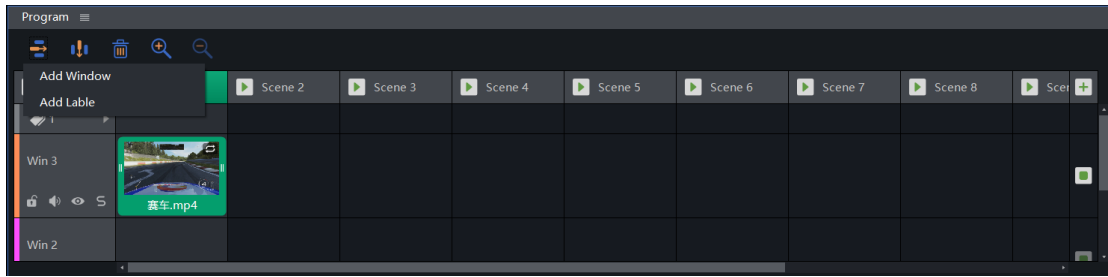 Program
Add Window
Add Lable
Scene 2
Scene 3
Scene 4
Scene 5
Scene 6
Scene 7
Scene 8
1
Win 3
S
赛车.mp4
Win 2